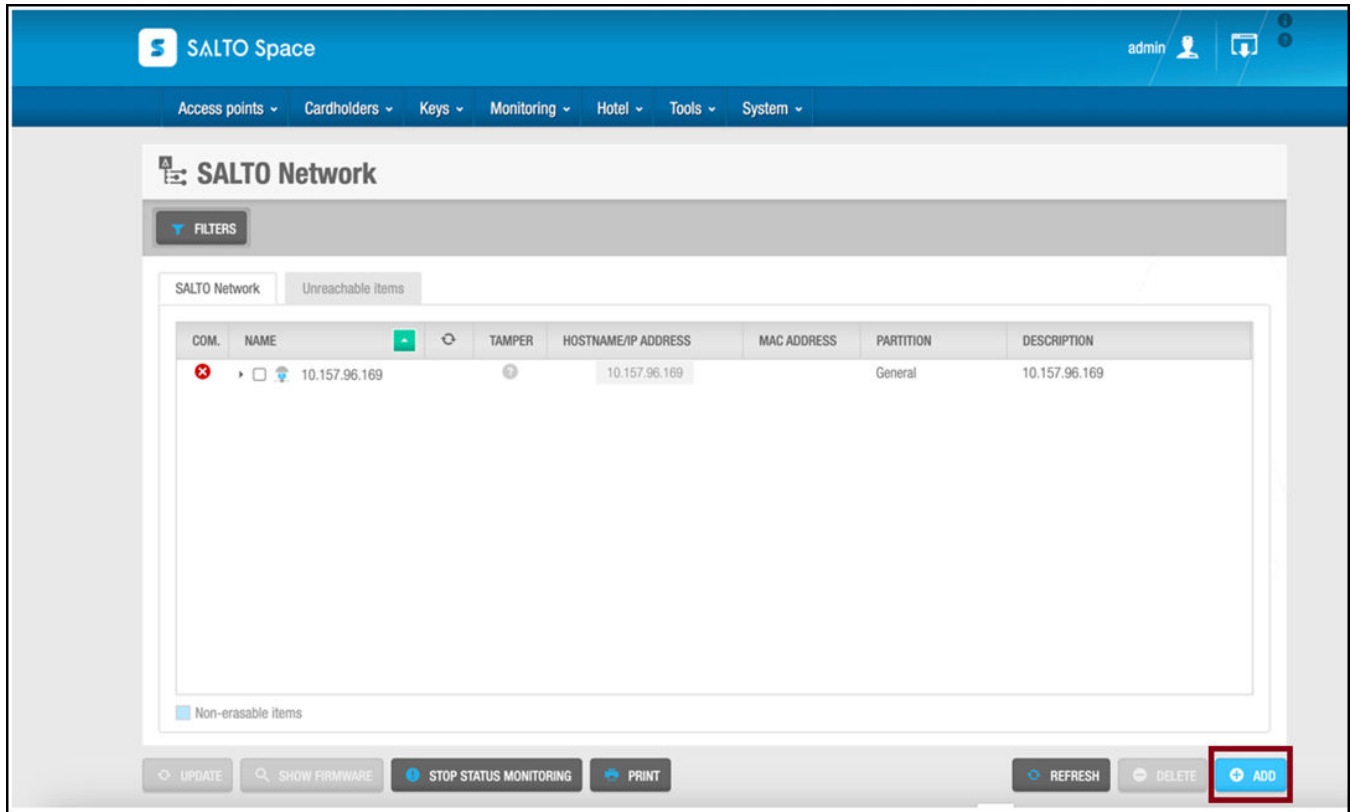 SALTO Space
admin
Access points Cardholders Keys Monitoring Hotel Tools System
SALTO Network
FILTERS
SALTO Network Unreachable items
COM. NAME TAMPER HOSTNAME/IP ADDRESS MAC ADDRESS PARTITION DESCRIPTION
10.157.96.169 10.157.96.169 General 10.157.96.169
Non-erasable items
UPDATE SHOW FIRMWARE STOP STATUS MONITORING PRINT REFRESH DELETE ADD